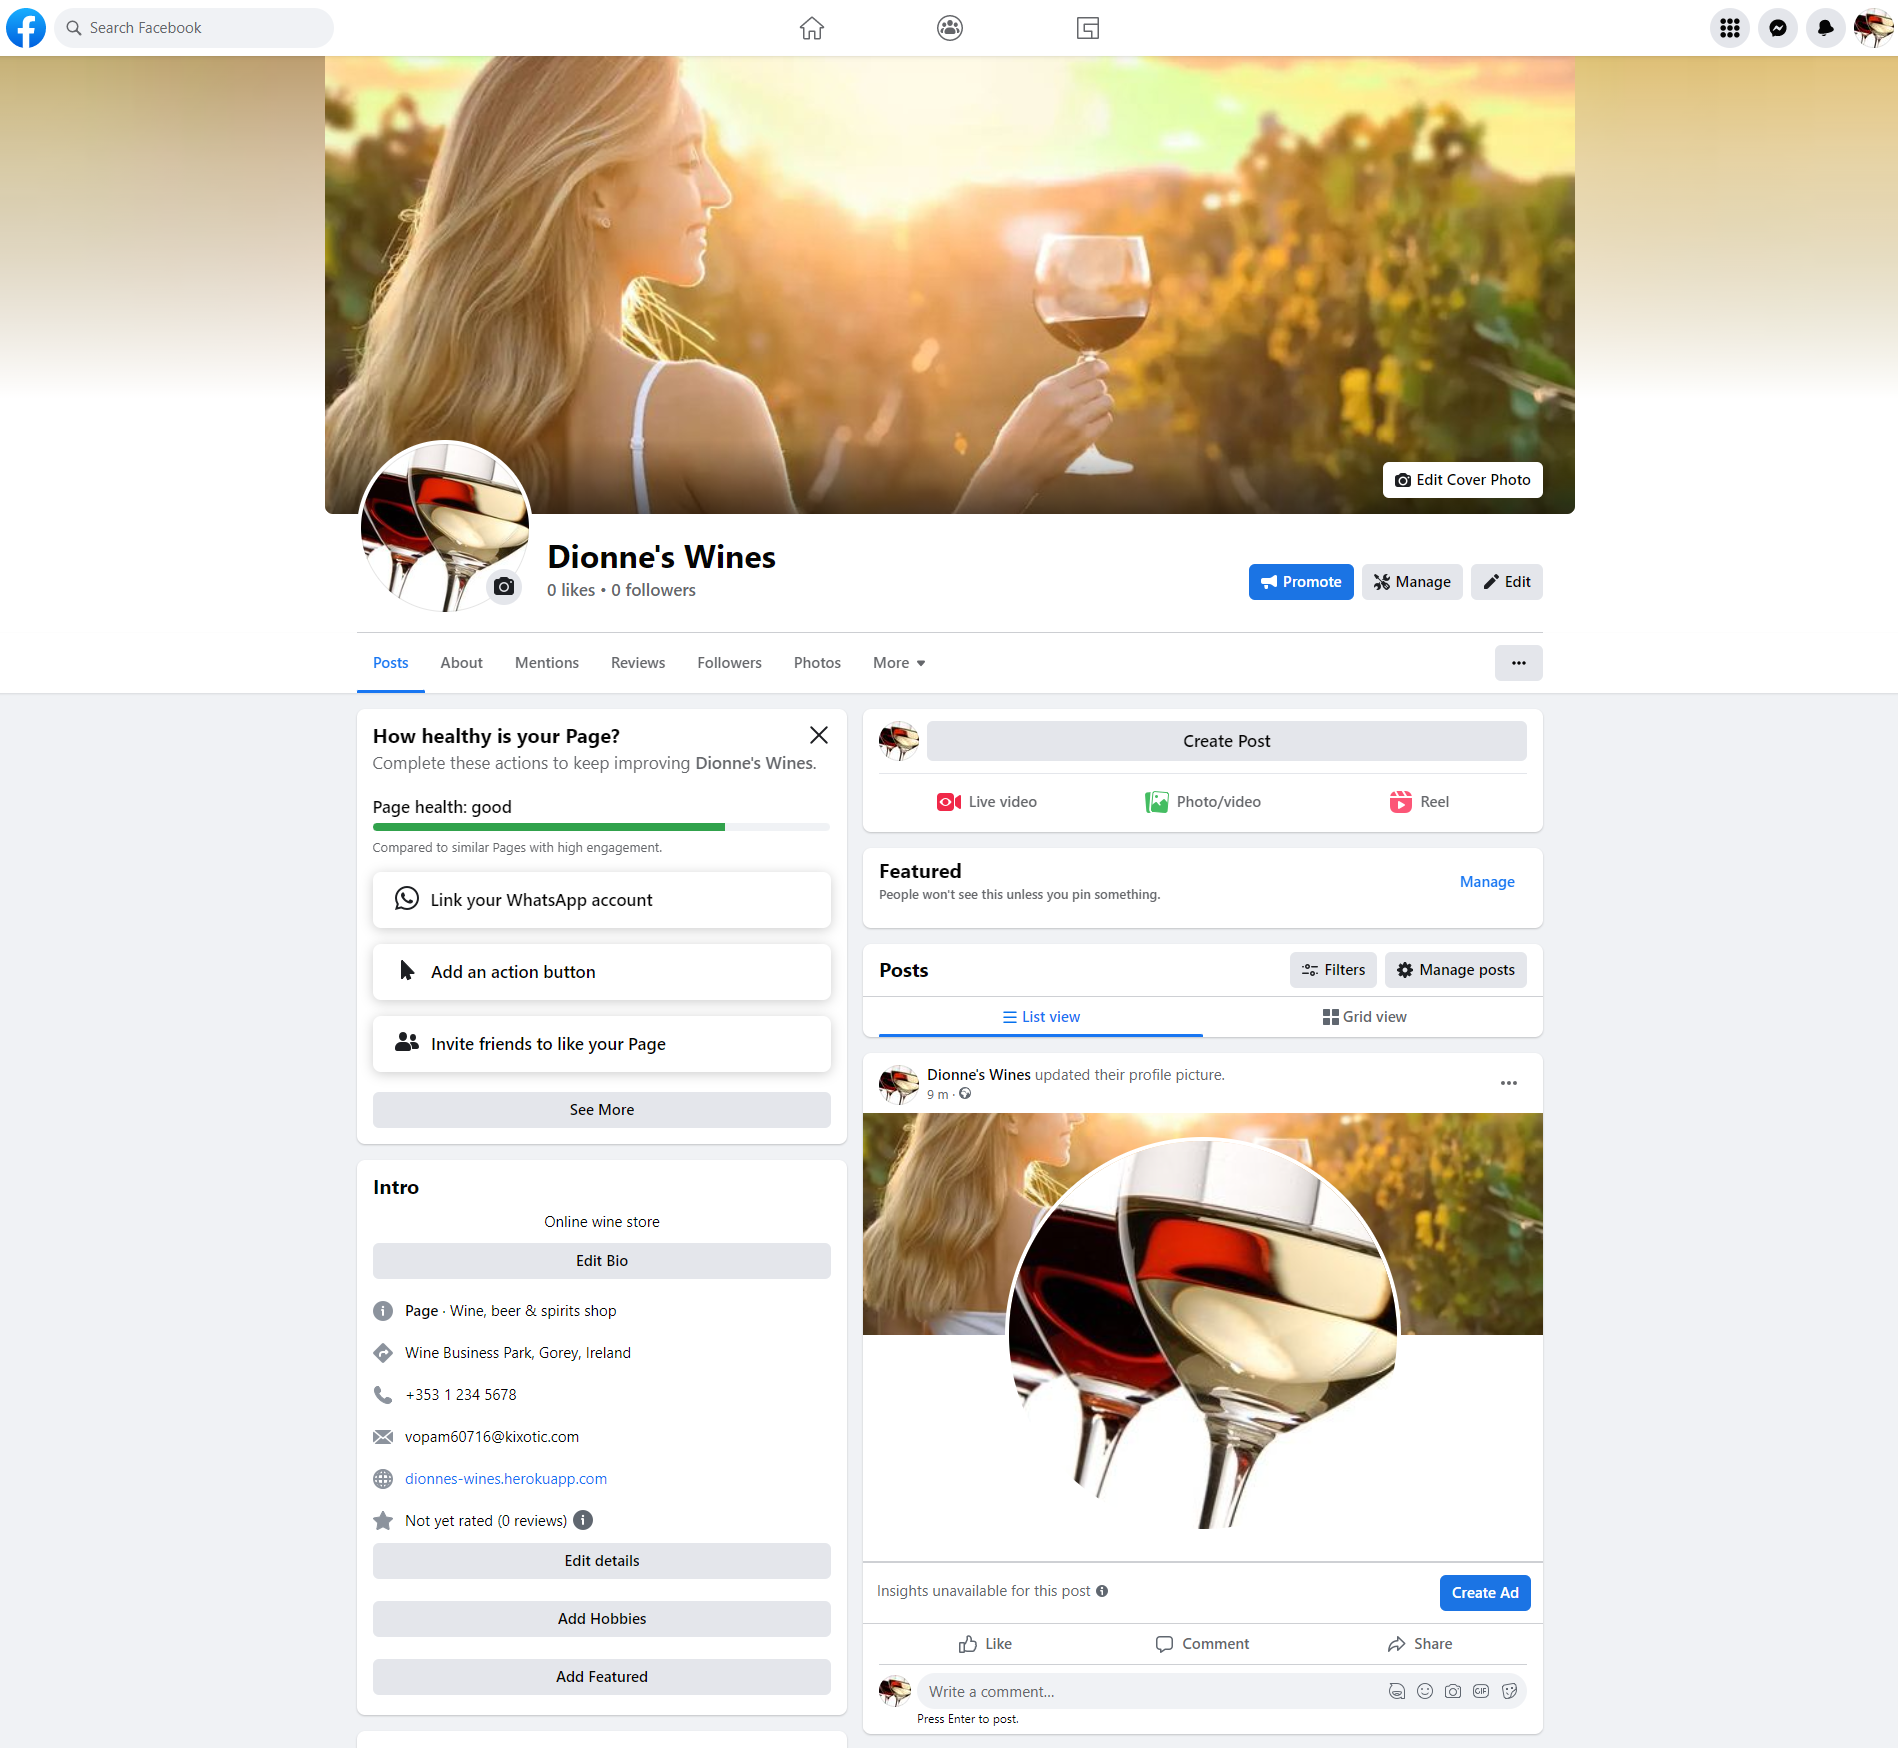 Search Facebook
Edit Cover Photo
Dionne's Wines
0 likes • 0 followers
Promote
Manage
Edit
Posts
About
Mentions
Reviews
Followers
Photos
More
How healthy is your Page?
Complete these actions to keep improving Dionne's Wines.
Page health: good
Compared to similar Pages with high engagement.
Link your WhatsApp account
Add an action button
Invite friends to like your Page
See More
Intro
Online wine store
Edit Bio
Page · Wine, beer & spirits shop
Wine Business Park, Gorey, Ireland
+353 1 234 5678
vopam60716@kixotic.com
dionnes-wines.herokuapp.com
Not yet rated (0 reviews)
Edit details
Add Hobbies
Add Featured
Create Post
Live video
Photo/video
Reel
Featured
People won't see this unless you pin something.
Manage
Posts
Filters
Manage posts
List view
Grid view
Dionne's Wines updated their profile picture.
9 m ·
Insights unavailable for this post
Create Ad
Like
Comment
Share
Write a comment...
GIF
Press Enter to post.